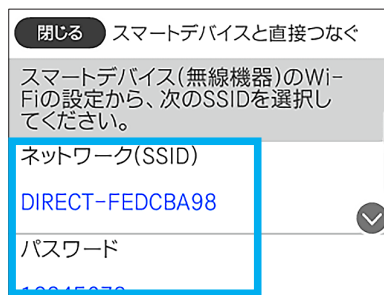 閉じる スマートデバイスと直接つなぐ
スマートデバイス(無線機器)のWi-
Fiの設定から、次のSSIDを選択し
てください。
ネットワーク(SSID)
DIRECT-FEDCBA98
パスワード